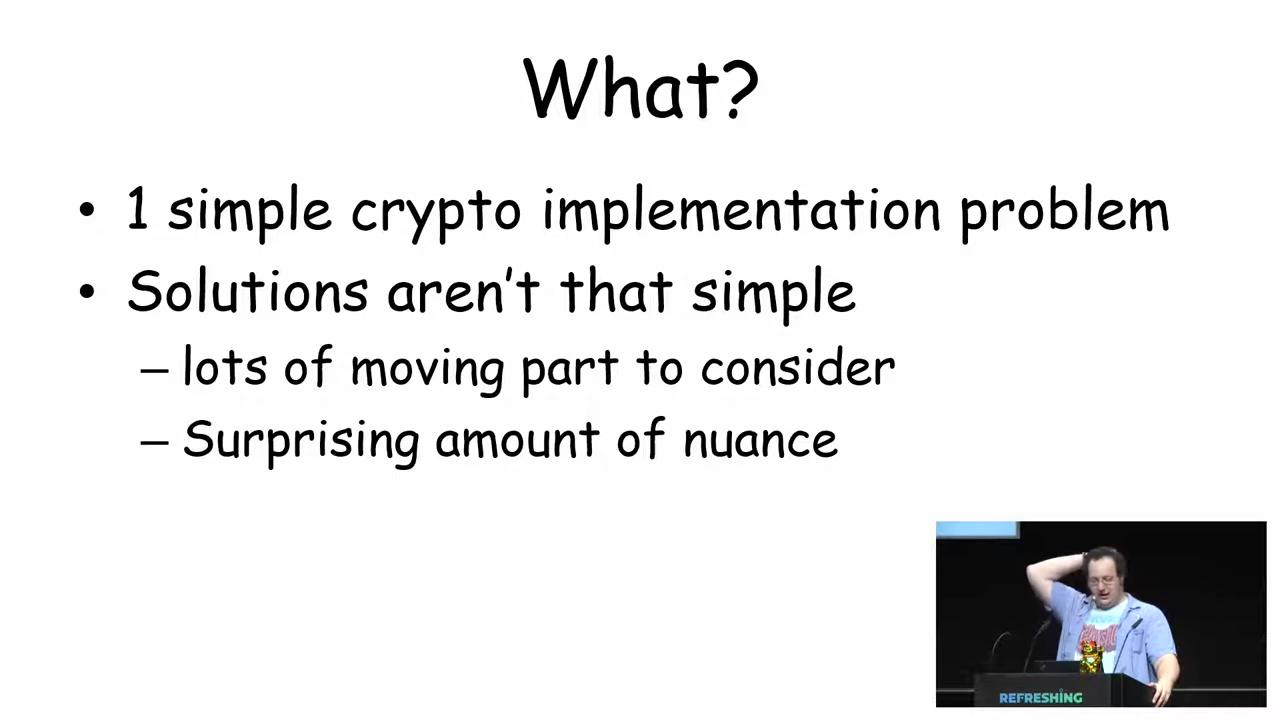 What?
• 1 simple crypto implementation problem
• Solutions aren't that simple
– lots of moving part to consider
– Surprising amount of nuance
REFRESHING